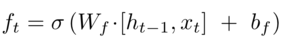 f_t = σ (W_f·[h_{t−1}, x_t] + b_f)